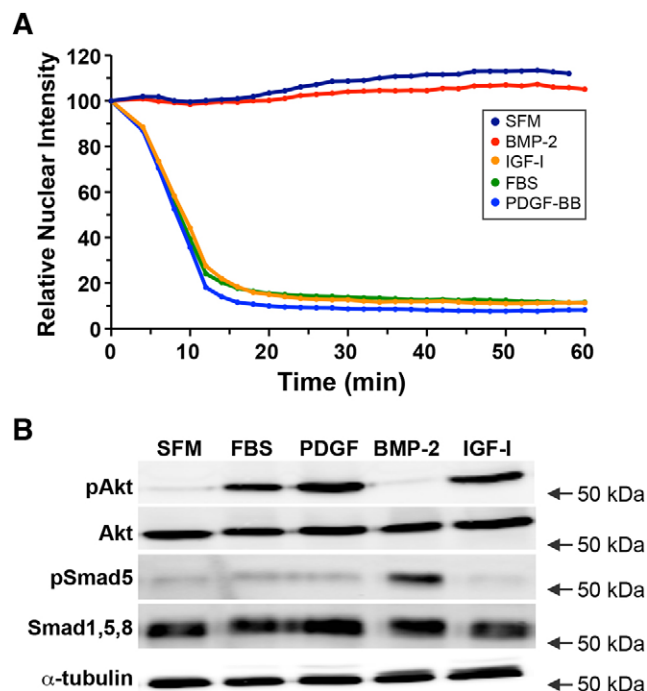 A
Relative Nuclear Intensity
120
100
80
60
40
20
0
0 10 20 30 40 50 60
Time (min)
SFM
BMP-2
IGF-I
FBS
PDGF-BB
B
SFM FBS PDGF BMP-2 IGF-I
pAkt ← 50 kDa
Akt ← 50 kDa
pSmad5 ← 50 kDa
Smad1,5,8 ← 50 kDa
α-tubulin ← 50 kDa